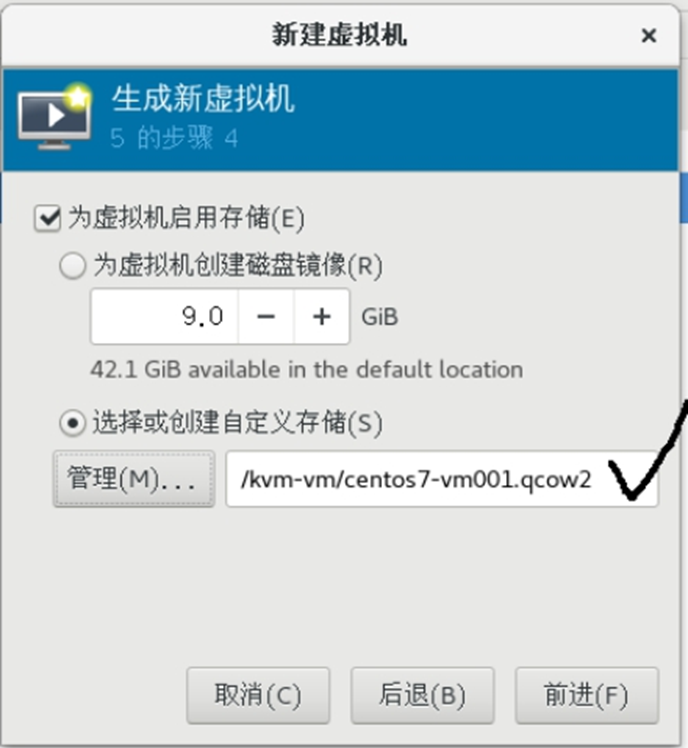 新建虚拟机
生成新虚拟机
5 的步骤 4
为虚拟机启用存储(E)
为虚拟机创建磁盘镜像(R)
9.0 − + GiB
42.1 GiB available in the default location
选择或创建自定义存储(S)
管理(M)... /kvm-vm/centos7-vm001.qcow2
取消(C) 后退(B) 前进(F)